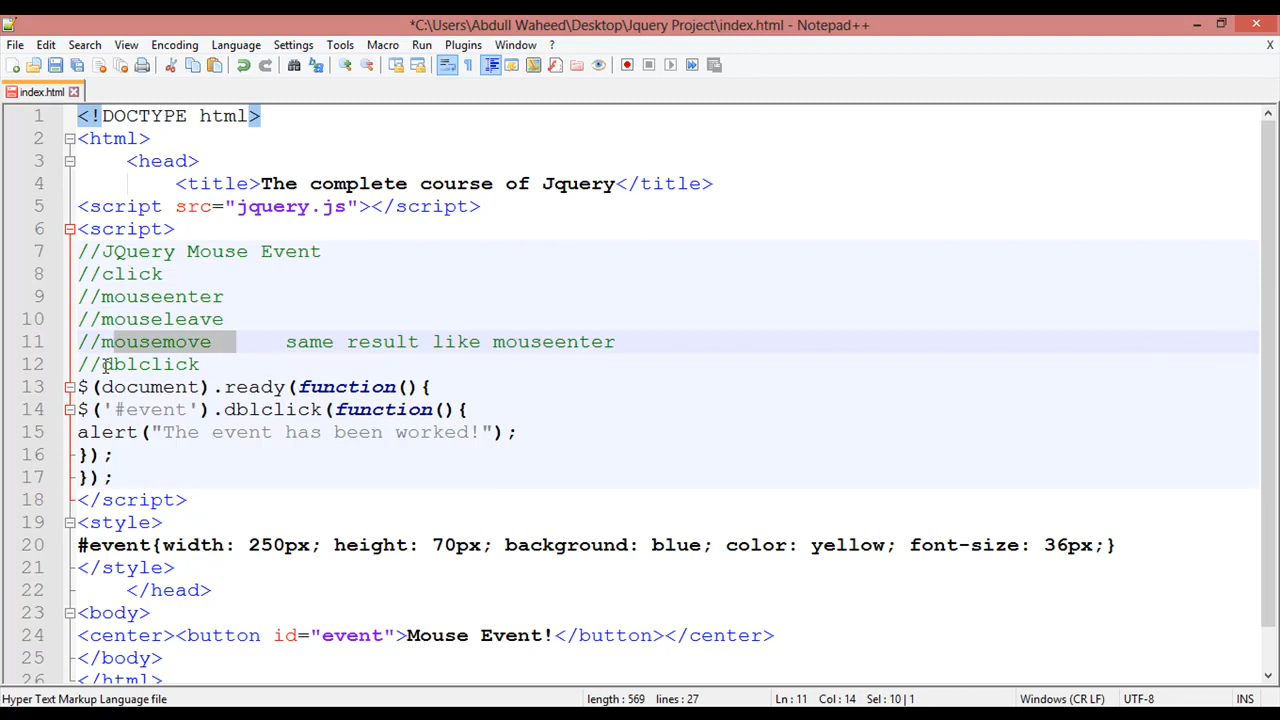 *C:\Users\Abdull Waheed\Desktop\Jquery Project\index.html - Notepad++
File Edit Search View Encoding Language Settings Tools Macro Run Plugins Window ? X
index.html
1 <!DOCTYPE html>
2 <html>
3 <head>
4 <title>The complete course of Jquery</title>
5 <script src="jquery.js"></script>
6 <script>
7 //JQuery Mouse Event
8 //click
9 //mouseenter
10 //mouseleave
11 //mousemove same result like mouseenter
12 //dblclick
13 $(document).ready(function(){
14 $('#event').dblclick(function(){
15 alert("The event has been worked!");
16 });
17 });
18 </script>
19 <style>
20 #event{width: 250px; height: 70px; background: blue; color: yellow; font-size: 36px;}
21 </style>
22 </head>
23 <body>
24 <center><button id="event">Mouse Event!</button></center>
25 </body>
26 </html>
Hyper Text Markup Language file length : 569 lines : 27 Ln : 11 Col : 14 Sel : 10 | 1 Windows (CR LF) UTF-8 INS